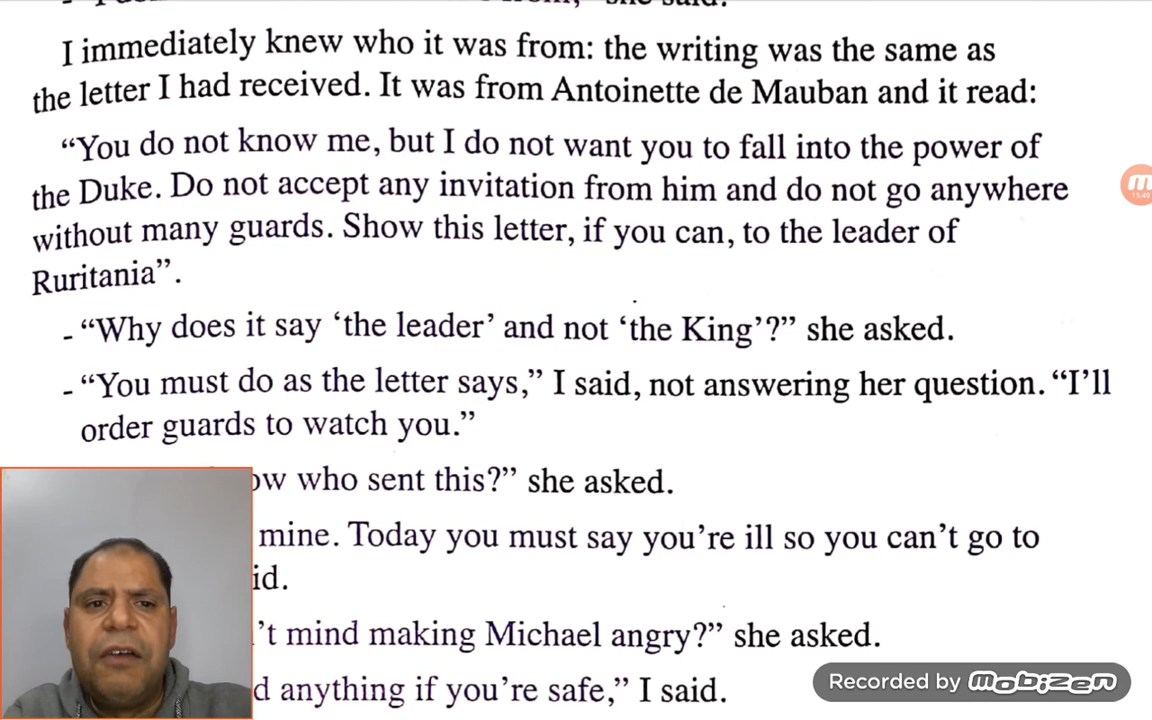 she said.
I immediately knew who it was from: the writing was the same as
the letter I had received. It was from Antoinette de Mauban and it read:
“You do not know me, but I do not want you to fall into the power of
the Duke. Do not accept any invitation from him and do not go anywhere
without many guards. Show this letter, if you can, to the leader of
Ruritania”.
- “Why does it say ‘the leader’ and not ‘the King’?” she asked.
- “You must do as the letter says,” I said, not answering her question. “I’ll
order guards to watch you.”
who sent this?” she asked.
mine. Today you must say you’re ill so you can’t go to
mind making Michael angry?” she asked.
anything if you’re safe,” I said.
15:45
Recorded by mobizen